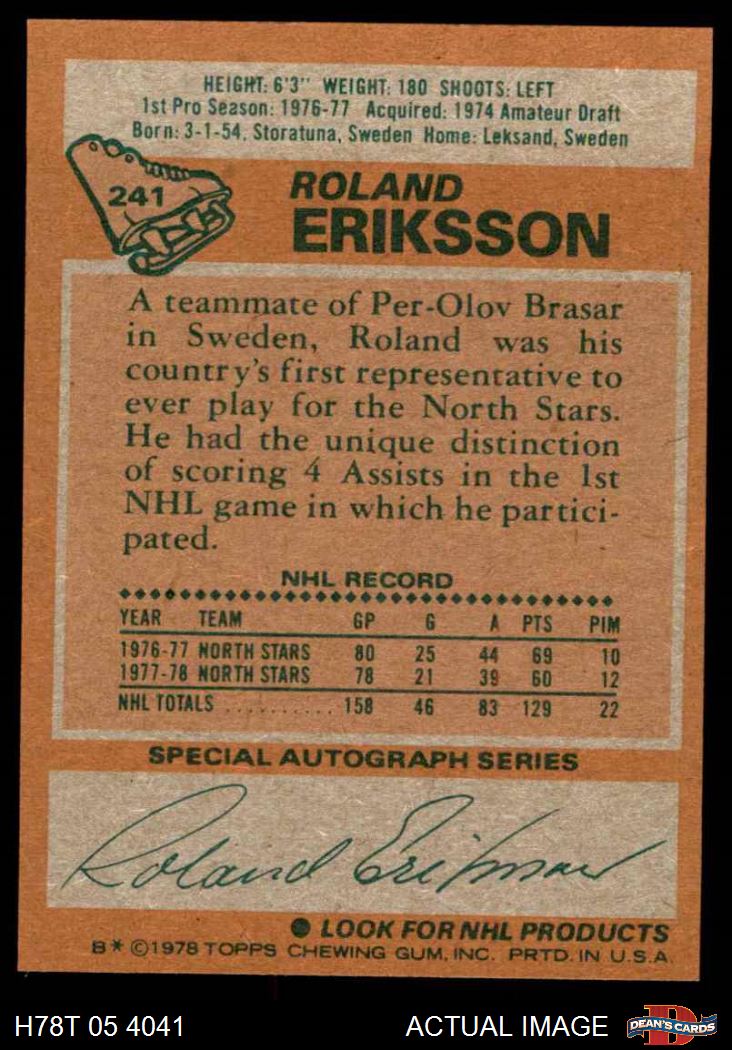 HEIGHT: 6'3" WEIGHT: 180 SHOOTS: LEFT
1st Pro Season: 1976-77 Acquired: 1974 Amateur Draft
Born: 3-1-54, Storatuna, Sweden Home: Leksand, Sweden
241
ROLAND
ERIKSSON
A teammate of Per-Olov Brasar
in Sweden, Roland was his
country's first representative to
ever play for the North Stars.
He had the unique distinction
of scoring 4 Assists in the 1st
NHL game in which he partici-
pated.
NHL RECORD
YEAR TEAM GP G A PTS PIM
1976-77 NORTH STARS 80 25 44 69 10
1977-78 NORTH STARS 78 21 39 60 12
NHL TOTALS .......... 158 46 83 129 22
SPECIAL AUTOGRAPH SERIES
Roland Eriksson
LOOK FOR NHL PRODUCTS
B* ©1978 TOPPS CHEWING GUM, INC. PRTD. IN U.S.A.
H78T 05 4041 ACTUAL IMAGE DEAN'S CARDS